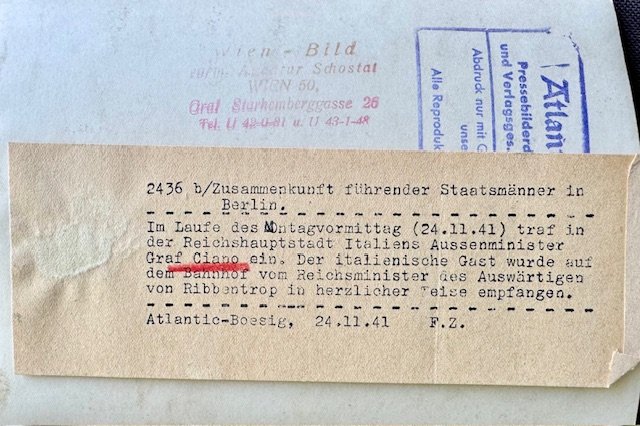 Wien - Bild
Schostal
WIEN 50,
Graf Starhemberggasse 26
Tel. U 42-0-81 u. U 43-1-48
Atlan
Pressebilderd
und Verlagsges.
Abdruck nur mit
unse
Alle Reproduk
2436 b/Zusammenkunft führender Staatsmänner in
Berlin.
Im Laufe des Montagvormittag (24.11.41) traf in
der Reichshauptstadt Italiens Aussenminister
Graf Ciano ein. Der italienische Gast wurde auf
dem Bahnhof vom Reichsminister des Auswärtigen
von Ribbentrop in herzlicher Weise empfangen.
Atlantic-Boesig, 24.11.41 F.Z.